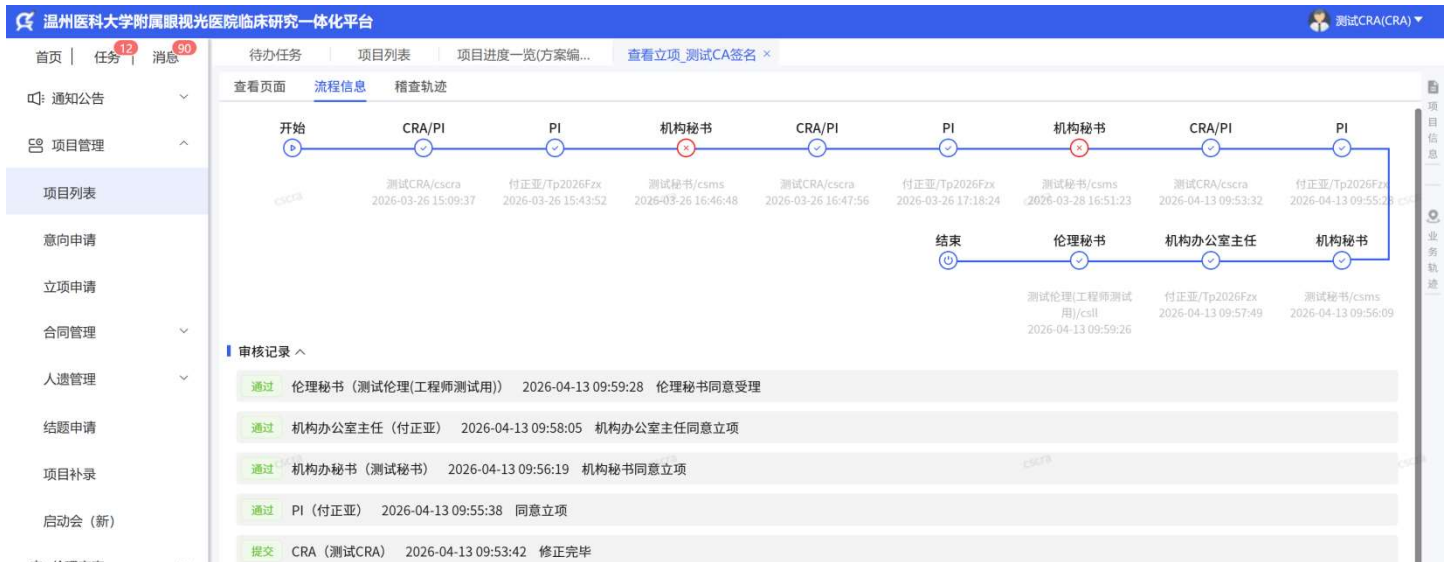 温州医科大学附属眼视光医院临床研究一体化平台
测试CRA(CRA)
首页 任务 12 消息 90
待办任务 项目列表 项目进度一览(方案编... 查看立项_测试CA签名 ×
通知公告
项目管理
项目列表
意向申请
立项申请
合同管理
人遗管理
结题申请
项目补录
启动会（新）
查看页面 流程信息 稽查轨迹
开始 CRA/PI PI 机构秘书 CRA/PI PI 机构秘书 CRA/PI PI
测试CRA/cscra 付正亚/Tp2026Fzx 测试秘书/csms 测试CRA/cscra 付正亚/Tp2026Fzx 测试秘书/csms 测试CRA/cscra 付正亚/Tp2026Fzx
2026-03-26 15:09:37 2026-03-26 15:43:52 2026-03-26 16:46:48 2026-03-26 16:47:56 2026-03-26 17:18:24 2026-03-28 16:51:23 2026-04-13 09:53:32 2026-04-13 09:55:28
cscra
结束 伦理秘书 机构办公室主任 机构秘书
测试伦理(工程师测试 付正亚/Tp2026Fzx 测试秘书/csms
用)/csll 2026-04-13 09:57:49 2026-04-13 09:56:09
2026-04-13 09:59:26
审核记录
通过 伦理秘书（测试伦理(工程师测试用)） 2026-04-13 09:59:28 伦理秘书同意受理
通过 机构办公室主任（付正亚） 2026-04-13 09:58:05 机构办公室主任同意立项
通过 机构办秘书（测试秘书） 2026-04-13 09:56:19 机构秘书同意立项
通过 PI（付正亚） 2026-04-13 09:55:38 同意立项
提交 CRA（测试CRA） 2026-04-13 09:53:42 修正完毕
项目信息
业务轨迹